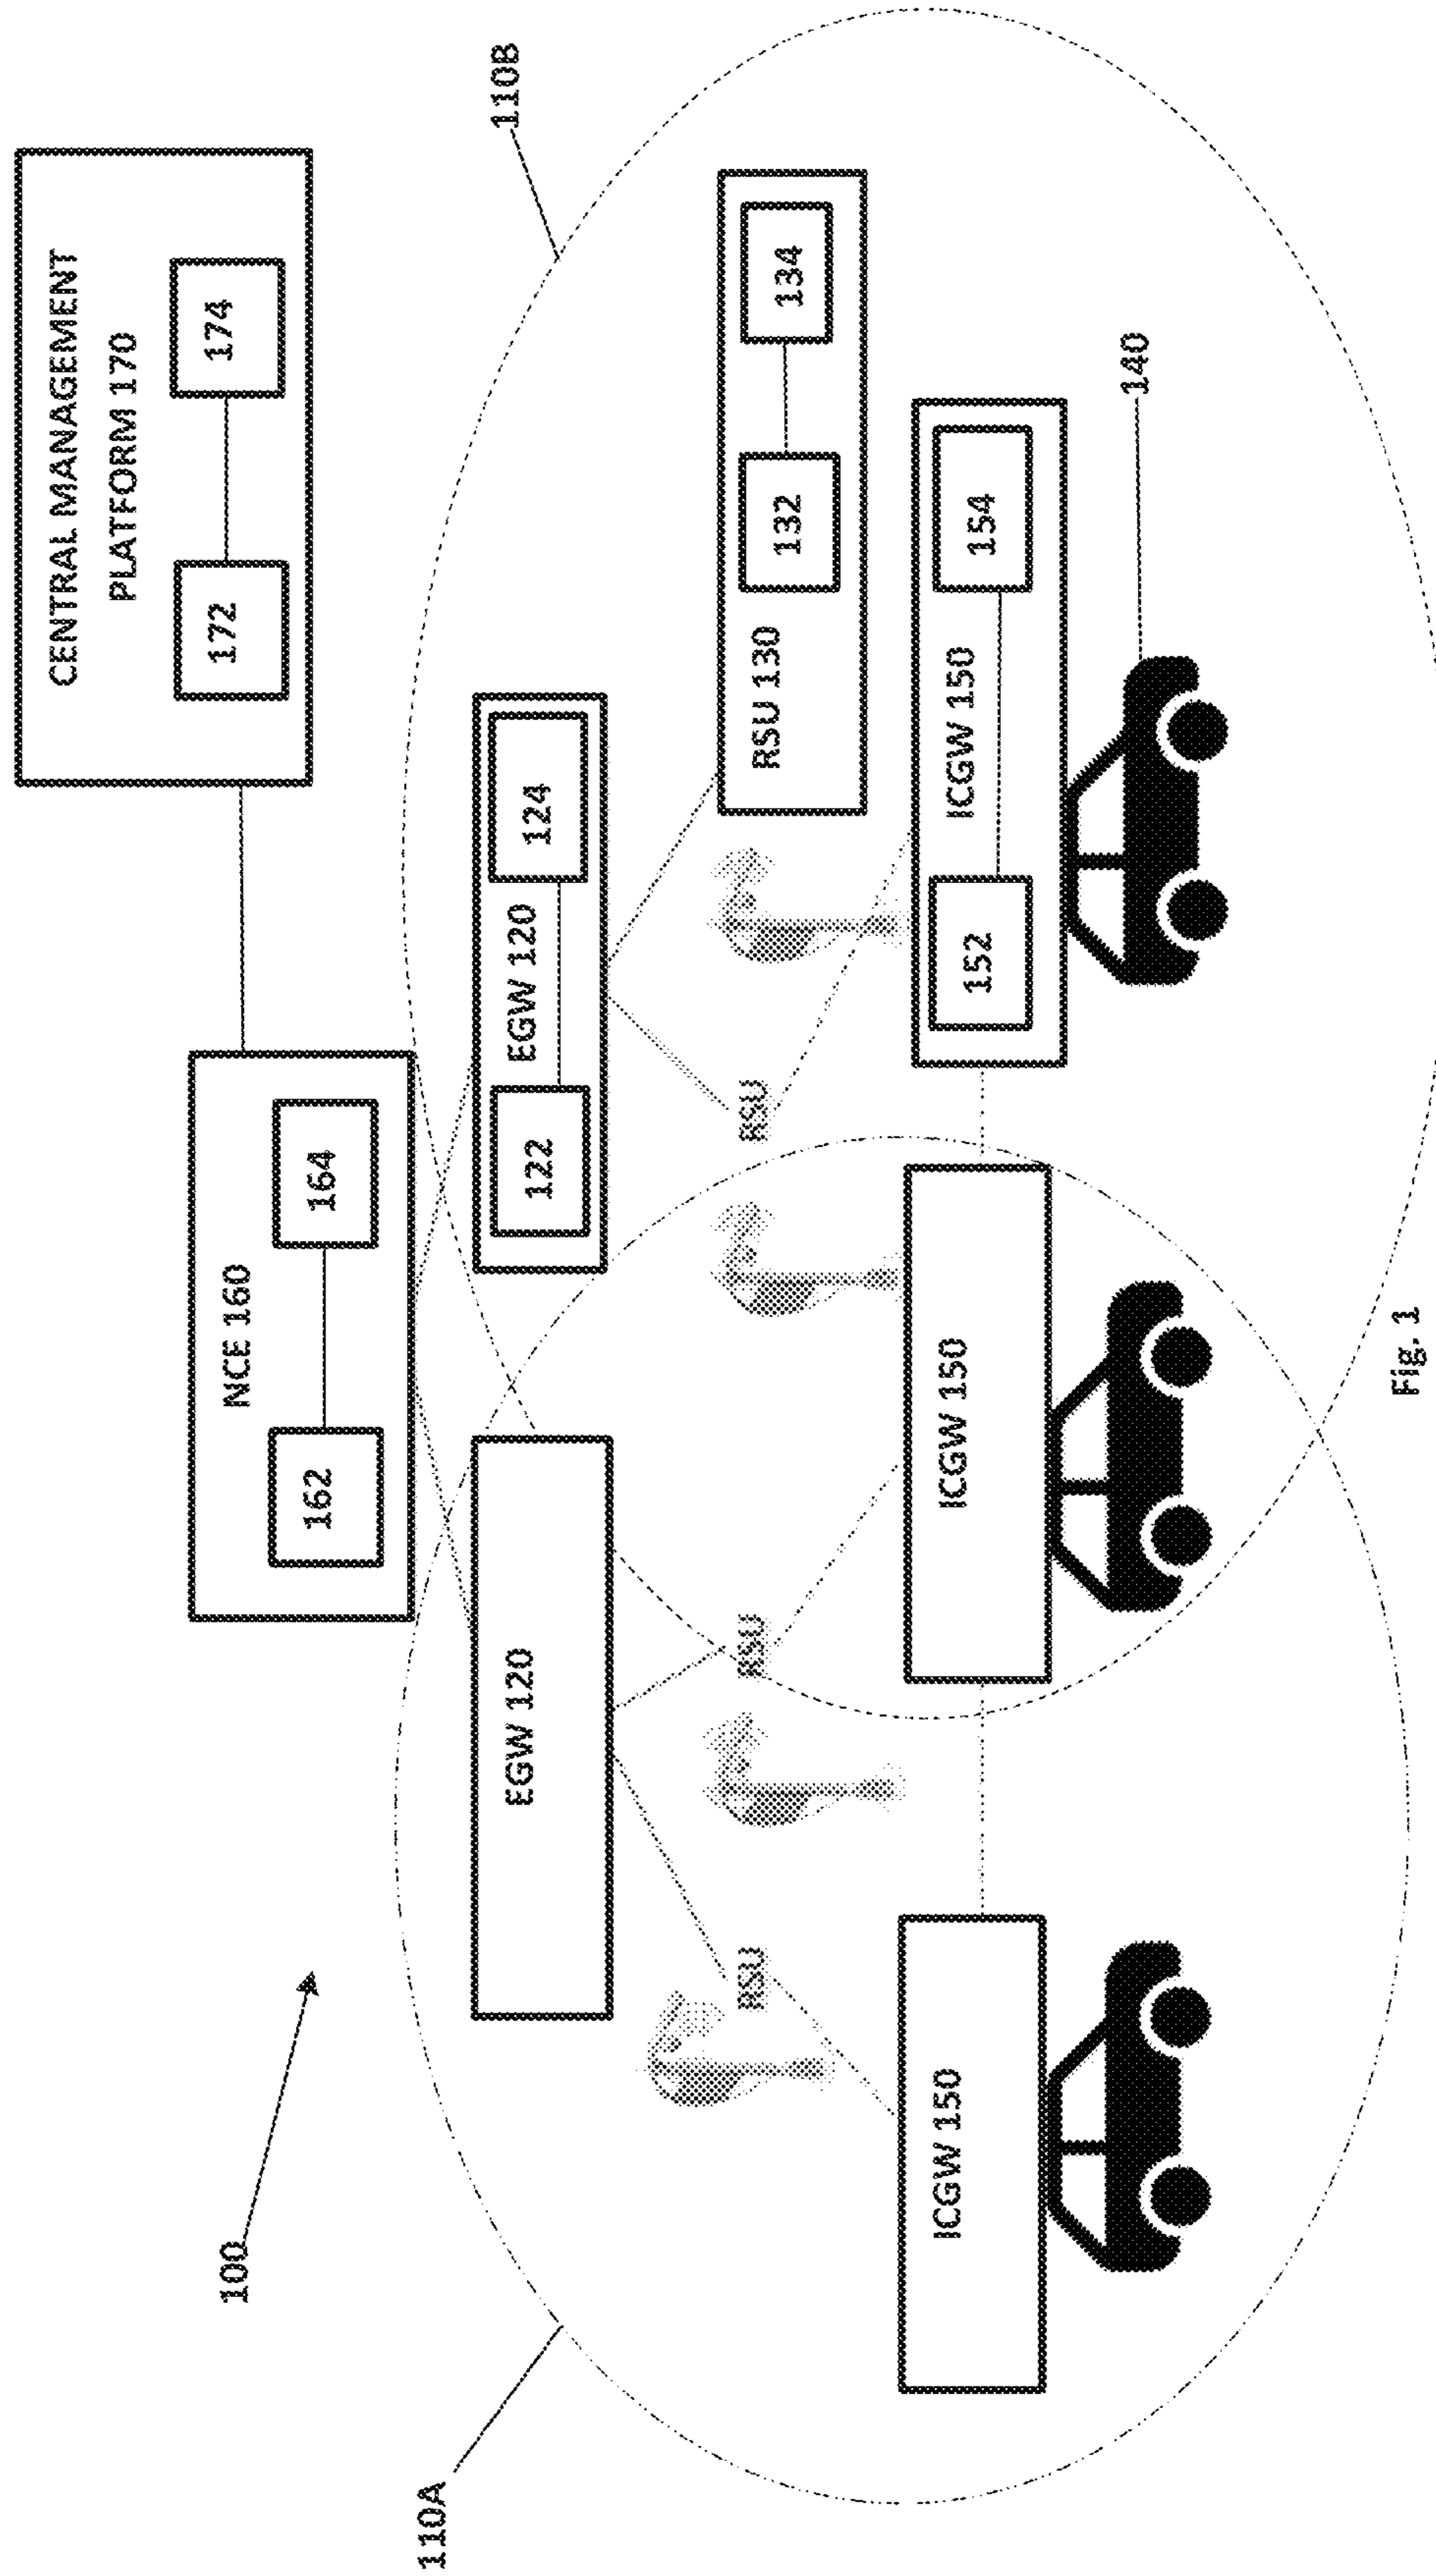 CENTRAL MANAGEMENT
PLATFORM 170
172
174
100
NCE 160
162
164
110A
110B
EGW 120
122
EGW 120
124
RSU
RSU
RSU
RSU 130
132
134
ICGW 150
ICGW 150
152
ICGW 150
154
140
Fig. 1